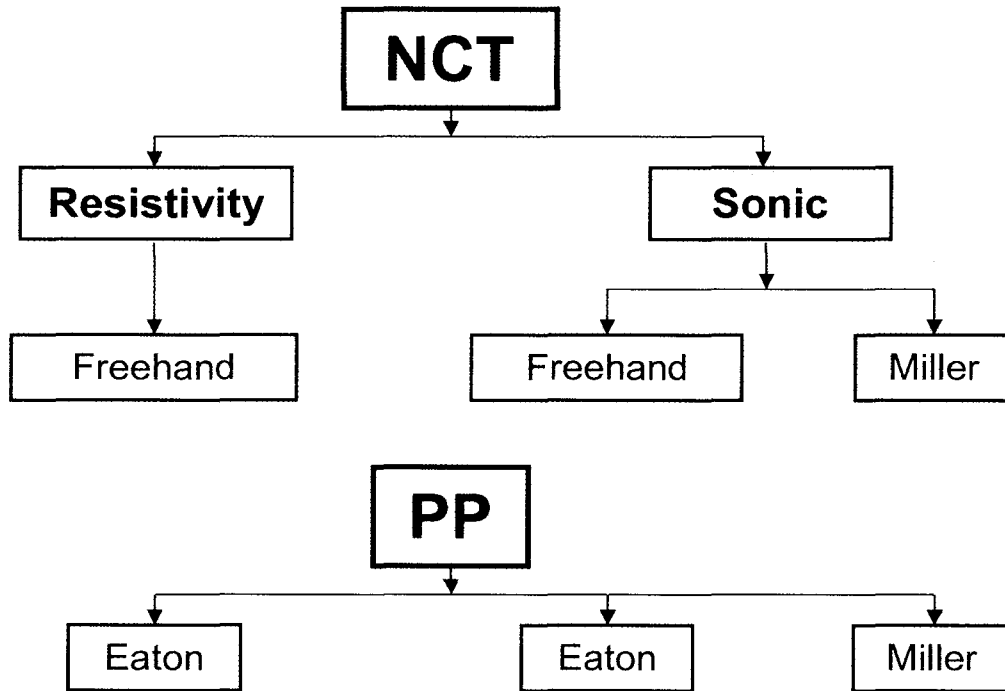 NCT
Resistivity
Sonic
Freehand
Freehand
Miller
PP
Eaton
Eaton
Miller